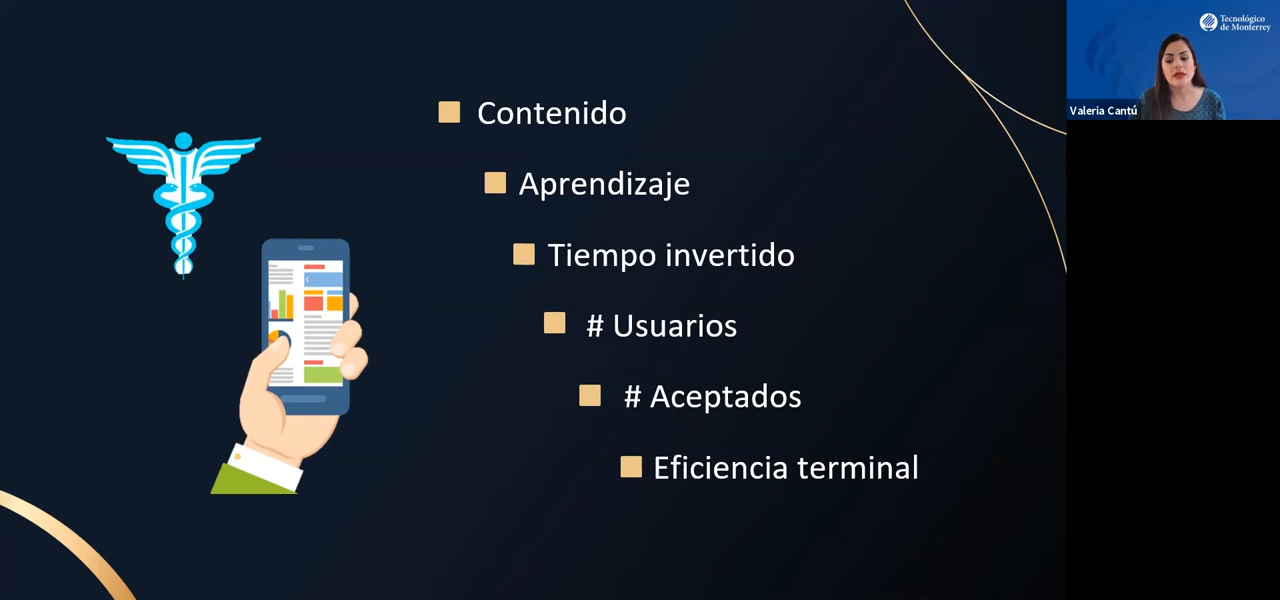 Contenido
Aprendizaje
Tiempo invertido
# Usuarios
# Aceptados
Eficiencia terminal
Tecnológico
de Monterrey
Valeria Cantú